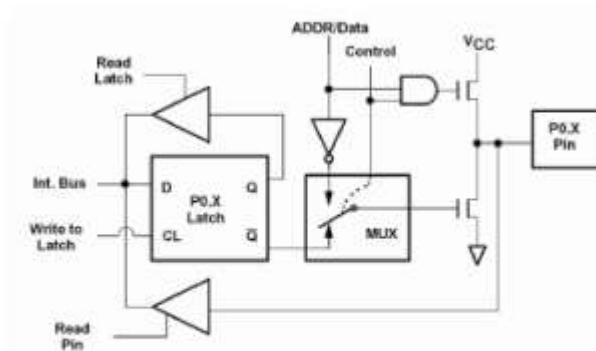 ADDR/Data
Control
VCC
Read
Latch
P0.X
Pin
Int. Bus
D
Q
P0.X
Latch
Write to
Latch
CL
Q̅
MUX
Read
Pin